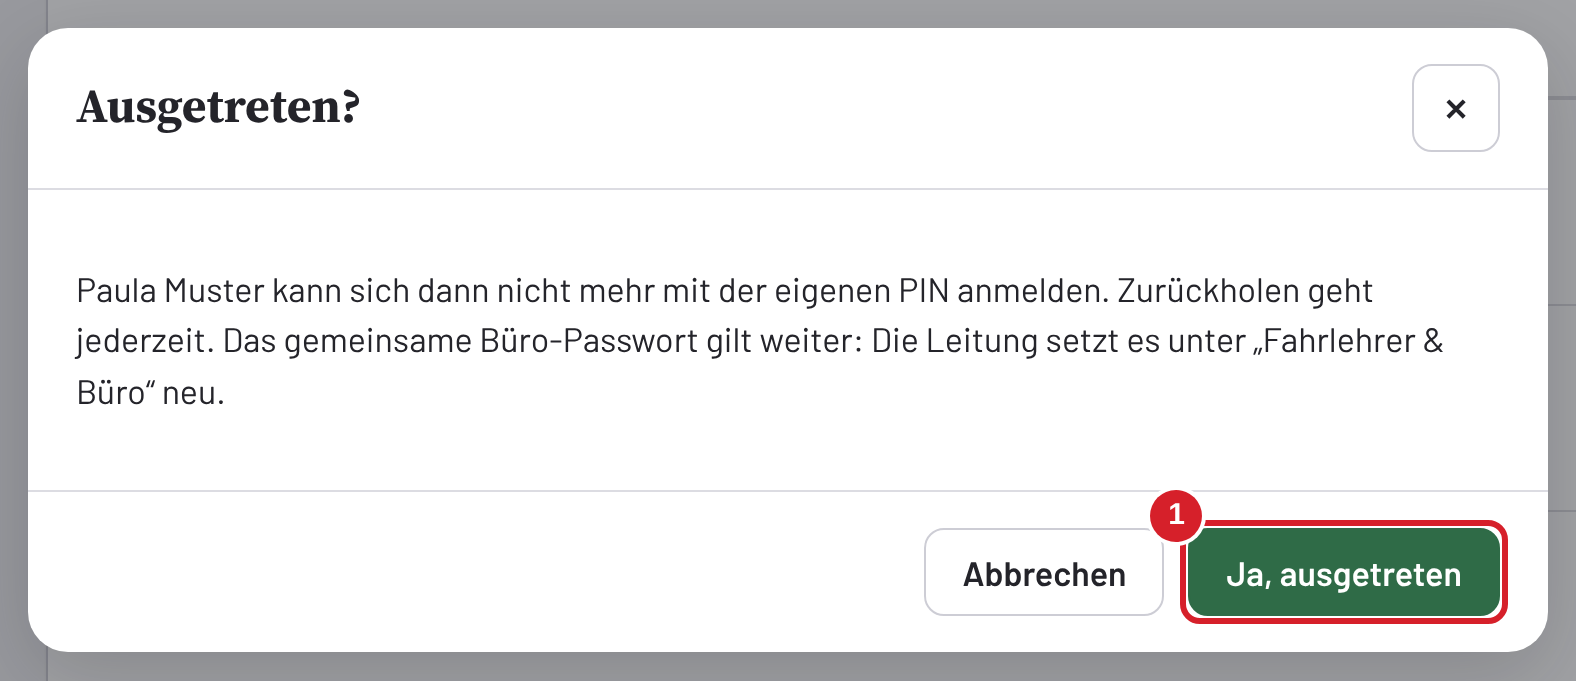 Ausgetreten?
×
Paula Muster kann sich dann nicht mehr mit der eigenen PIN anmelden. Zurückholen geht
jederzeit. Das gemeinsame Büro-Passwort gilt weiter: Die Leitung setzt es unter „Fahrlehrer &
Büro“ neu.
1
Abbrechen
Ja, ausgetreten